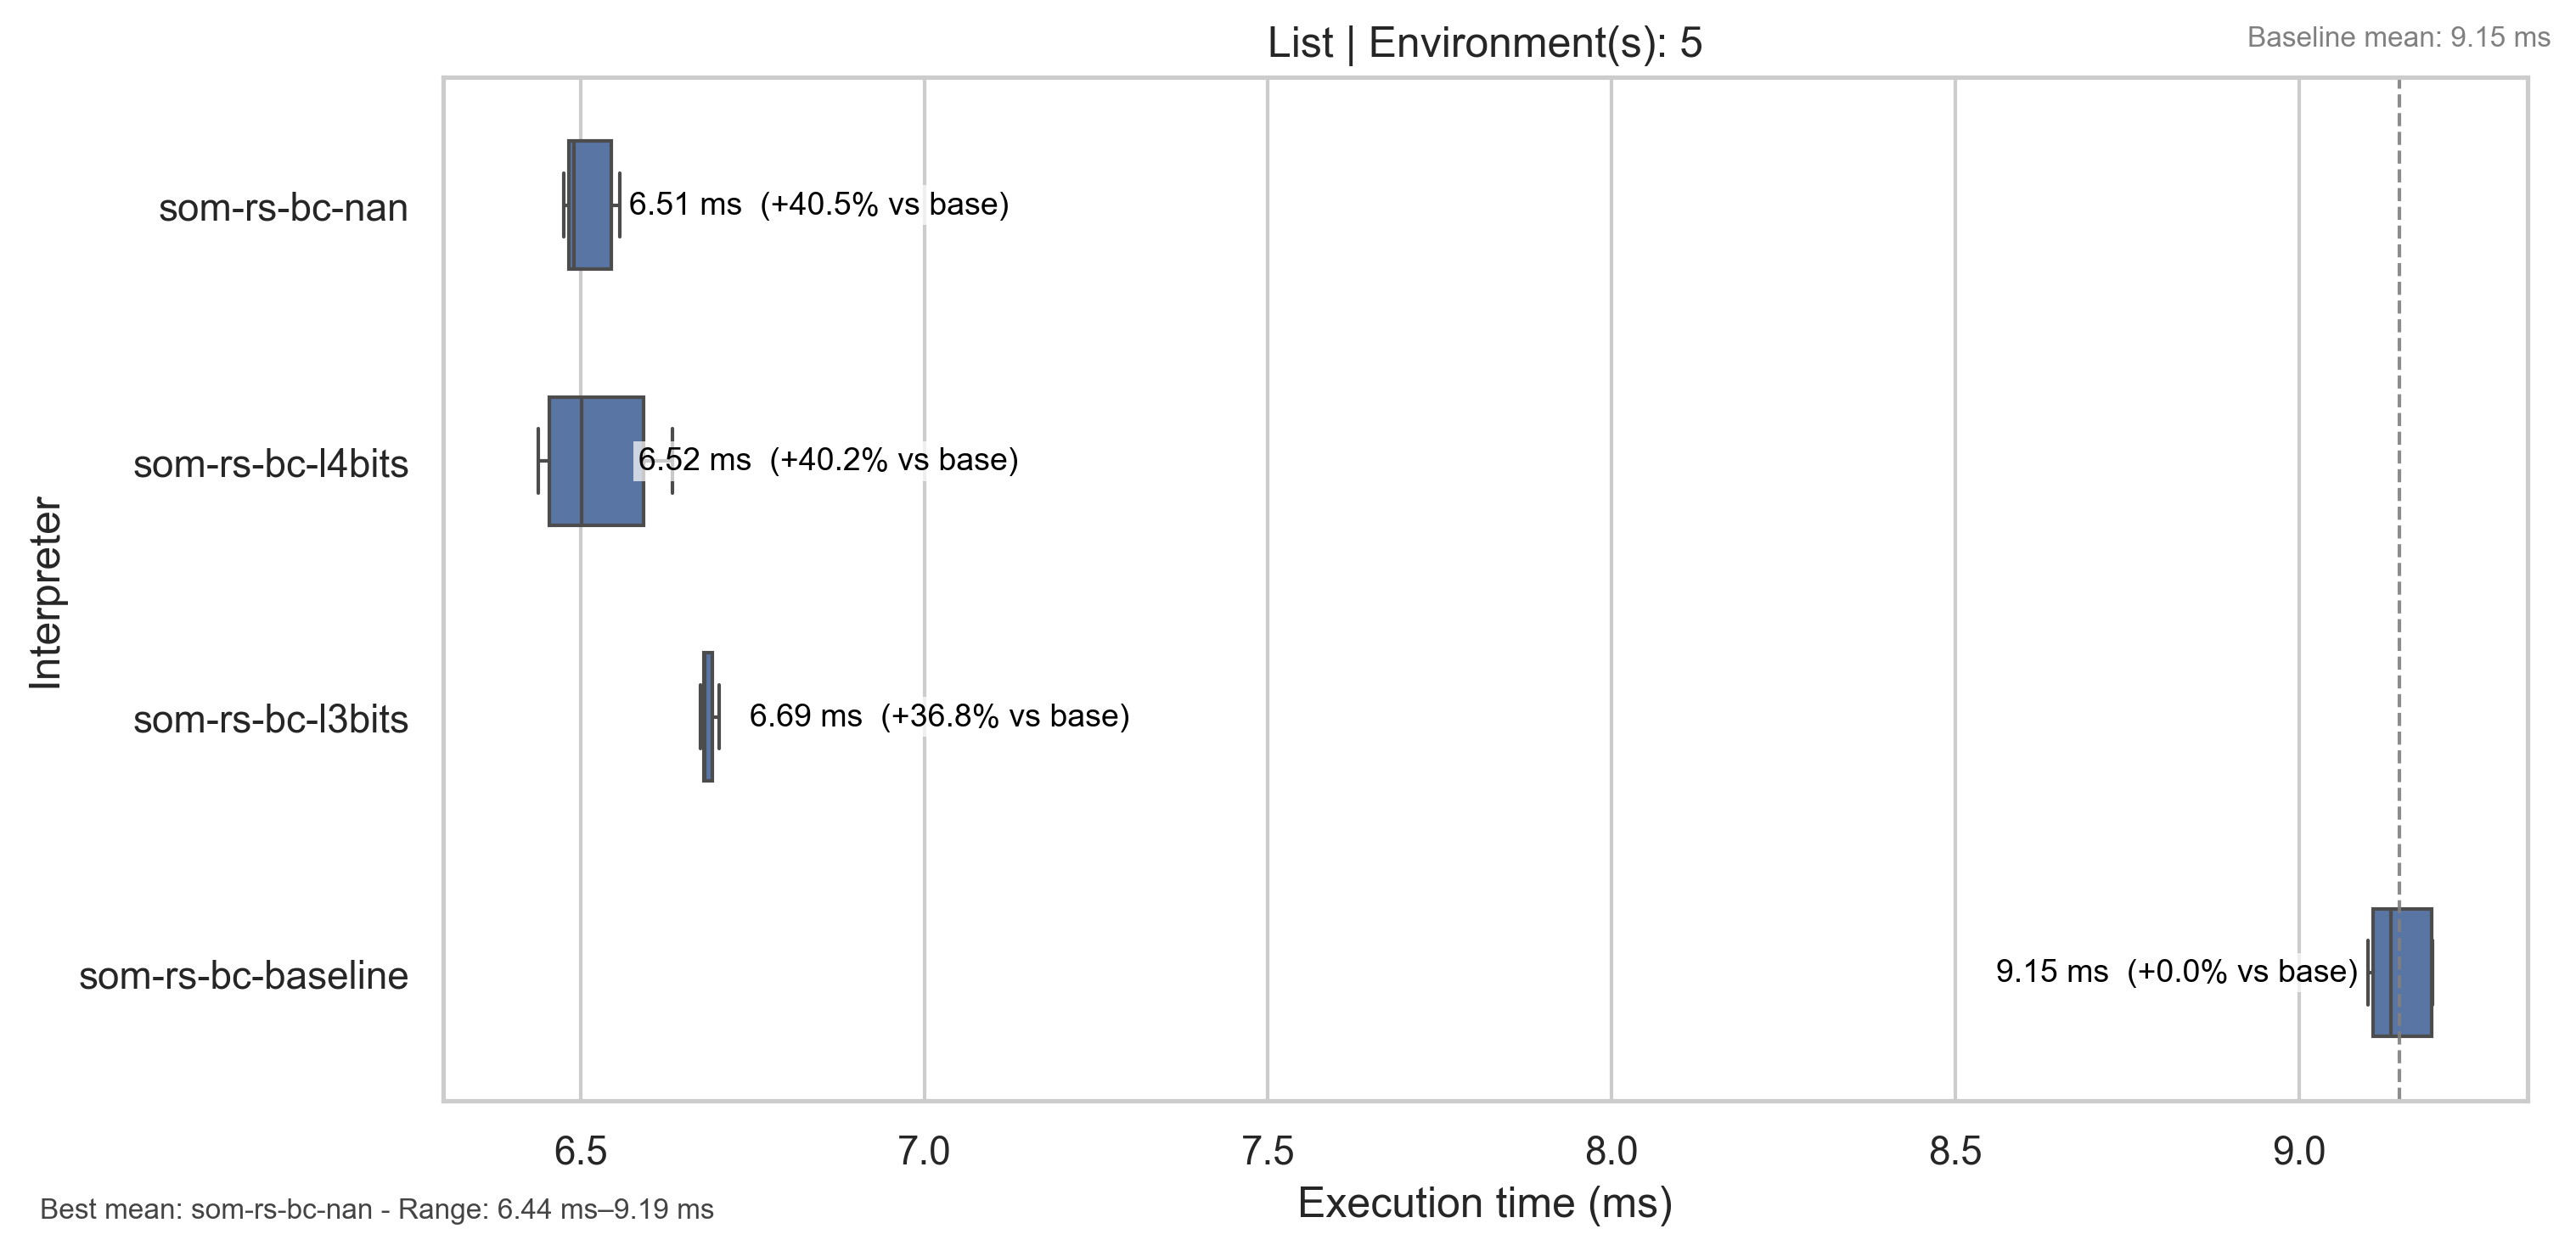 List | Environment(s): 5
Baseline mean: 9.15 ms
Interpreter
som-rs-bc-nan
6.51 ms  (+40.5% vs base)
som-rs-bc-l4bits
6.52 ms  (+40.2% vs base)
som-rs-bc-l3bits
6.69 ms  (+36.8% vs base)
som-rs-bc-baseline
9.15 ms  (+0.0% vs base)
6.5
7.0
7.5
8.0
8.5
9.0
Execution time (ms)
Best mean: som-rs-bc-nan - Range: 6.44 ms–9.19 ms